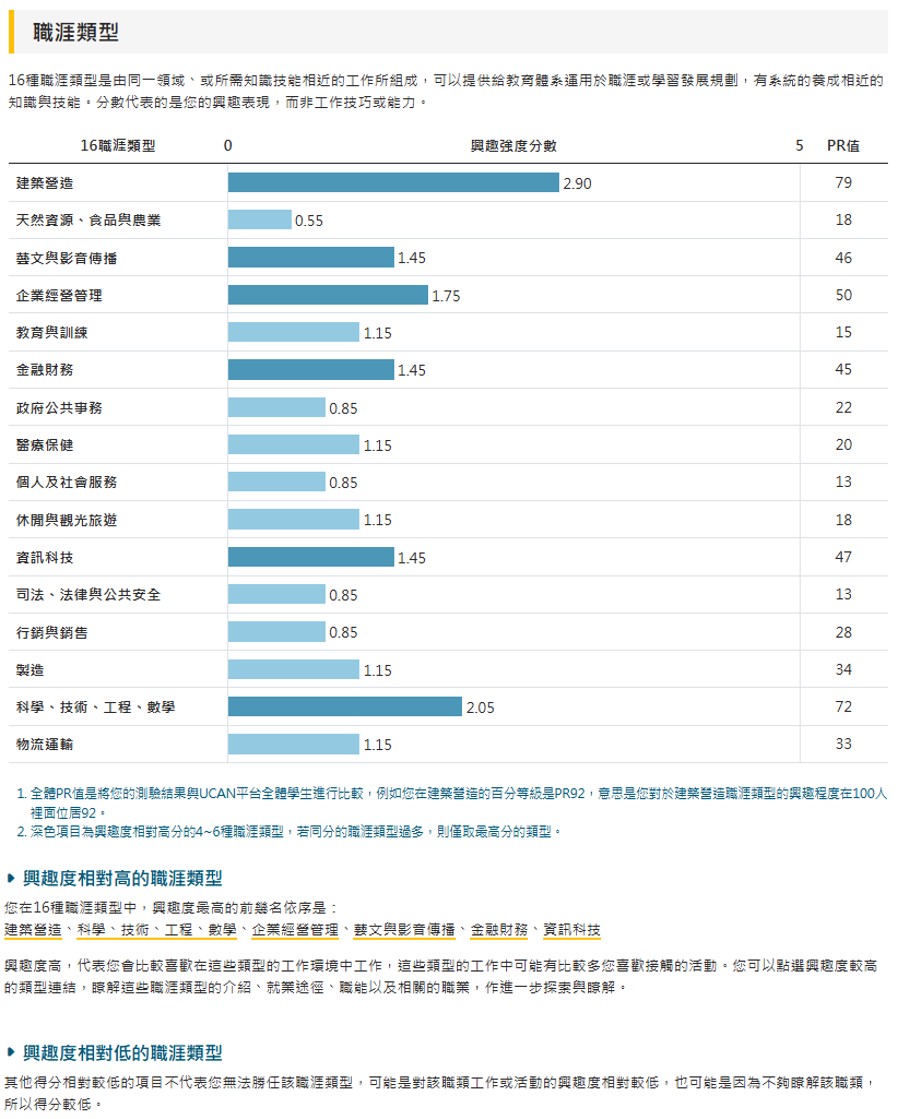 職涯類型
16種職涯類型是由同一領域、或所需知識技能相近的工作所組成，可以提供給教育體系運用於職涯或學習發展規劃，有系統的養成相近的
知識與技能。分數代表的是您的興趣表現，而非工作技巧或能力。
16職涯類型 0 興趣強度分數 5 PR值
建築營造 2.90 79
天然資源、食品與農業 0.55 18
藝文與影音傳播 1.45 46
企業經營管理 1.75 50
教育與訓練 1.15 15
金融財務 1.45 45
政府公共事務 0.85 22
醫療保健 1.15 20
個人及社會服務 0.85 13
休閒與觀光旅遊 1.15 18
資訊科技 1.45 47
司法、法律與公共安全 0.85 13
行銷與銷售 0.85 28
製造 1.15 34
科學、技術、工程、數學 2.05 72
物流運輸 1.15 33
1. 全體PR值是將您的測驗結果與UCAN平台全體學生進行比較，例如您在建築營造的百分等級是PR92，意思是您對於建築營造職涯類型的興趣程度在100人
裡面位居92。
2. 深色項目為興趣度相對高分的4~6種職涯類型，若同分的職涯類型過多，則僅取最高分的類型。
興趣度相對高的職涯類型
您在16種職涯類型中，興趣度最高的前幾名依序是：
建築營造、科學、技術、工程、數學、企業經營管理、藝文與影音傳播、金融財務、資訊科技
興趣度高，代表您會比較喜歡在這些類型的工作環境中工作，這些類型的工作中可能有比較多您喜歡接觸的活動。您可以點選興趣度較高
的類型連結，瞭解這些職涯類型的介紹、就業途徑、職能以及相關的職業，作進一步探索與瞭解。
興趣度相對低的職涯類型
其他得分相對較低的項目不代表您無法勝任該職涯類型，可能是對該職類工作或活動的興趣度相對較低，也可能是因為不夠瞭解該職類，
所以得分較低。